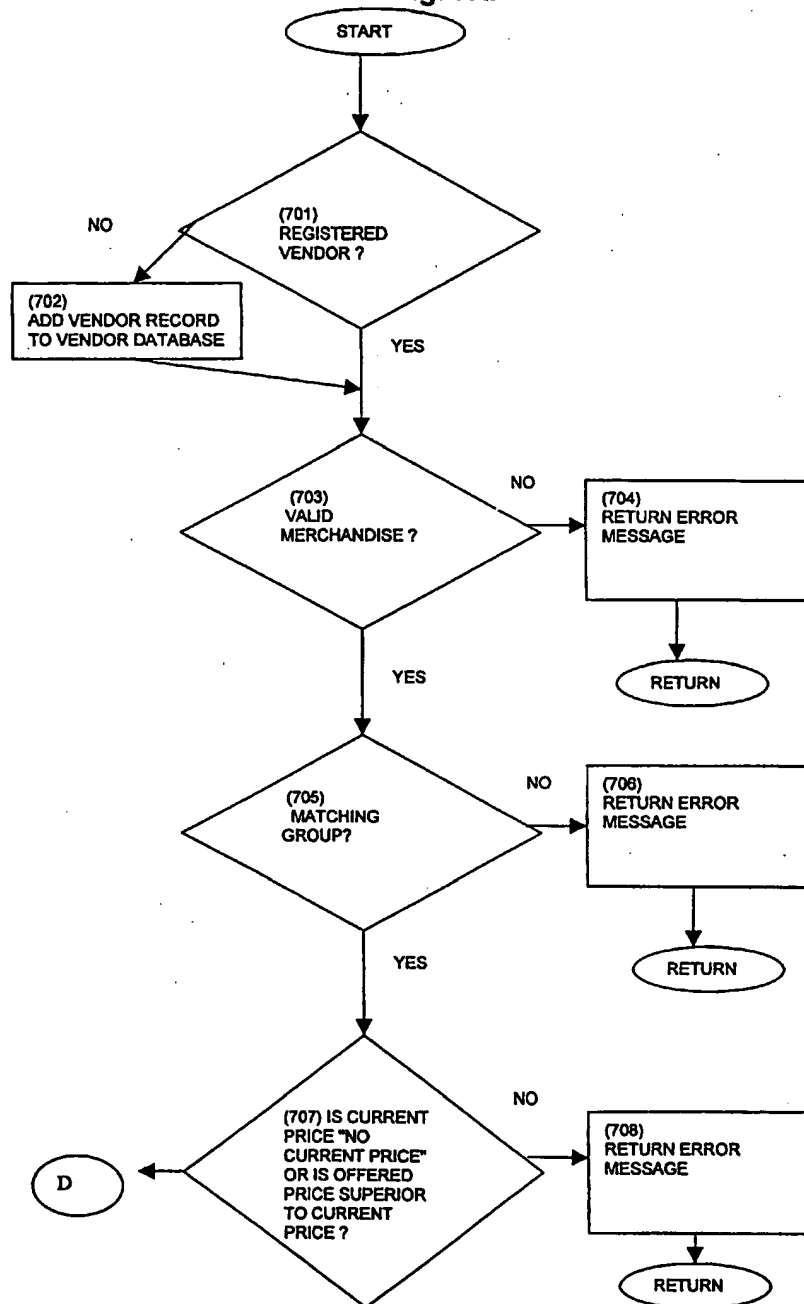 START
(701)
REGISTERED
VENDOR ?
NO
(702)
ADD VENDOR RECORD
TO VENDOR DATABASE
YES
(703)
VALID
MERCHANDISE ?
NO
(704)
RETURN ERROR
MESSAGE
RETURN
YES
(705)
MATCHING
GROUP?
NO
(706)
RETURN ERROR
MESSAGE
RETURN
YES
(707) IS CURRENT
PRICE "NO
CURRENT PRICE"
OR IS OFFERED
PRICE SUPERIOR
TO CURRENT
PRICE ?
NO
(708)
RETURN ERROR
MESSAGE
RETURN
D